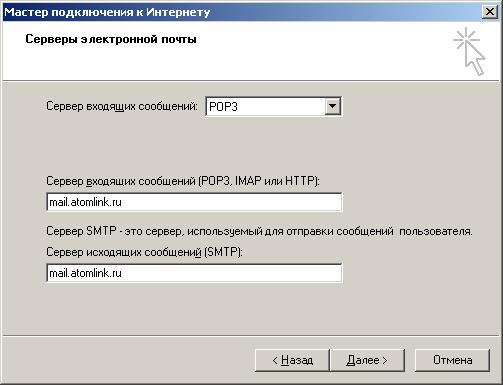 Мастер подключения к Интернету
Серверы электронной почты
Сервер входящих сообщений: POP3
Сервер входящих сообщений (POP3, IMAP или HTTP):
mail.atomlink.ru
Сервер SMTP - это сервер, используемый для отправки сообщений пользователя.
Сервер исходящих сообщений (SMTP):
mail.atomlink.ru
< Назад Далее > Отмена